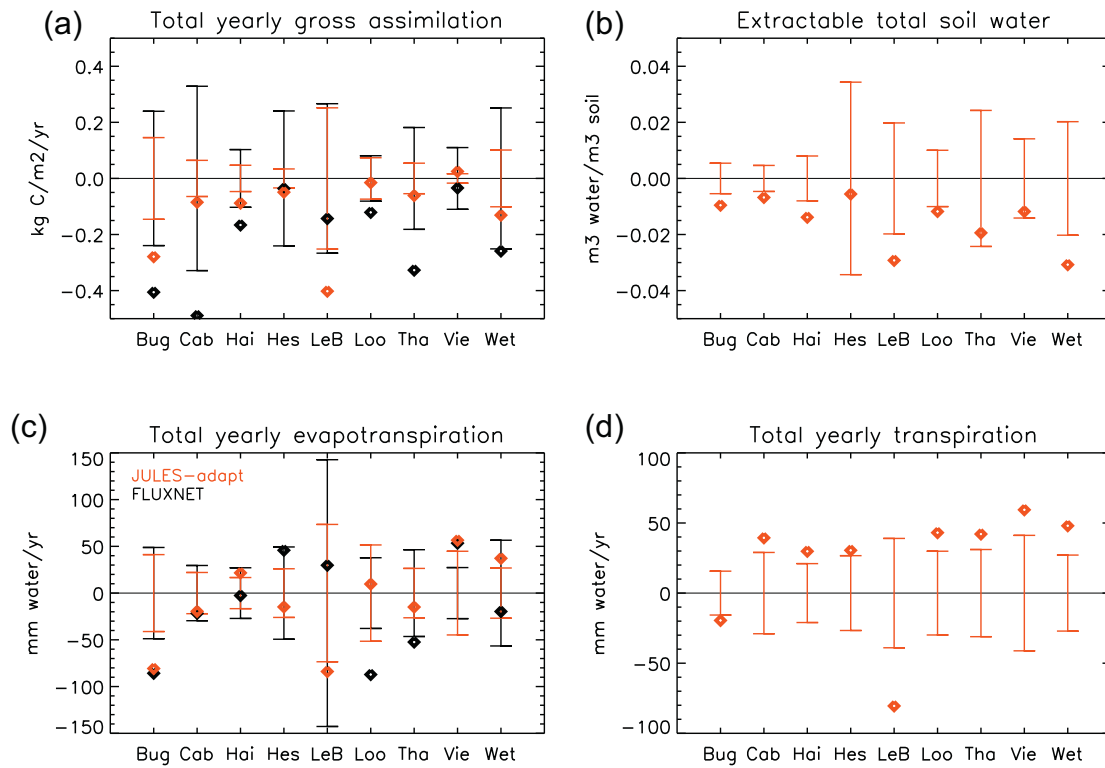 (a)
Total yearly gross assimilation
kg C/m2/yr
0.4
0.2
0.0
−0.2
−0.4
Bug Cab Hai Hes LeB Loo Tha Vie Wet
(b)
Extractable total soil water
m3 water/m3 soil
0.04
0.02
0.00
−0.02
−0.04
Bug Cab Hai Hes LeB Loo Tha Vie Wet
(c)
Total yearly evapotranspiration
JULES−adapt
FLUXNET
mm water/yr
150
100
50
0
−50
−100
−150
Bug Cab Hai Hes LeB Loo Tha Vie Wet
(d)
Total yearly transpiration
mm water/yr
100
50
0
−50
−100
Bug Cab Hai Hes LeB Loo Tha Vie Wet